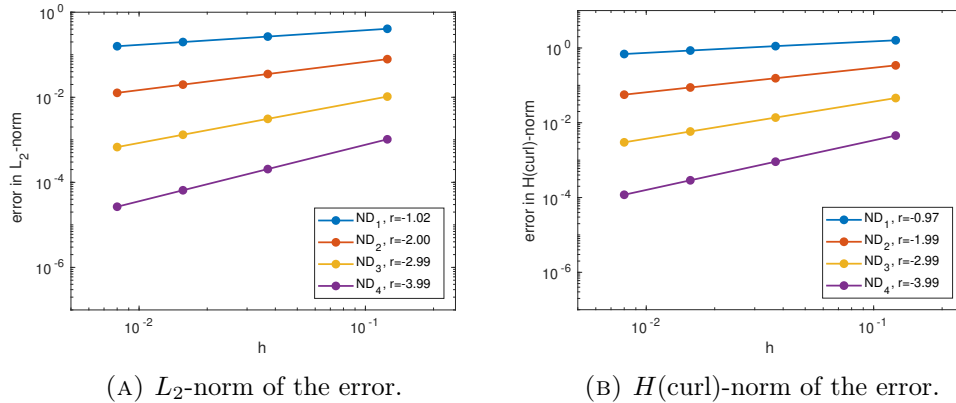 10^0
10^-2
10^-4
10^-6
error in L_2-norm
10^-2
10^-1
h
ND_1, r=-1.02
ND_2, r=-2.00
ND_3, r=-2.99
ND_4, r=-3.99
(A) L_2-norm of the error.
10^0
10^-2
10^-4
10^-6
error in H(curl)-norm
10^-2
10^-1
h
ND_1, r=-0.97
ND_2, r=-1.99
ND_3, r=-2.99
ND_4, r=-3.99
(B) H(curl)-norm of the error.